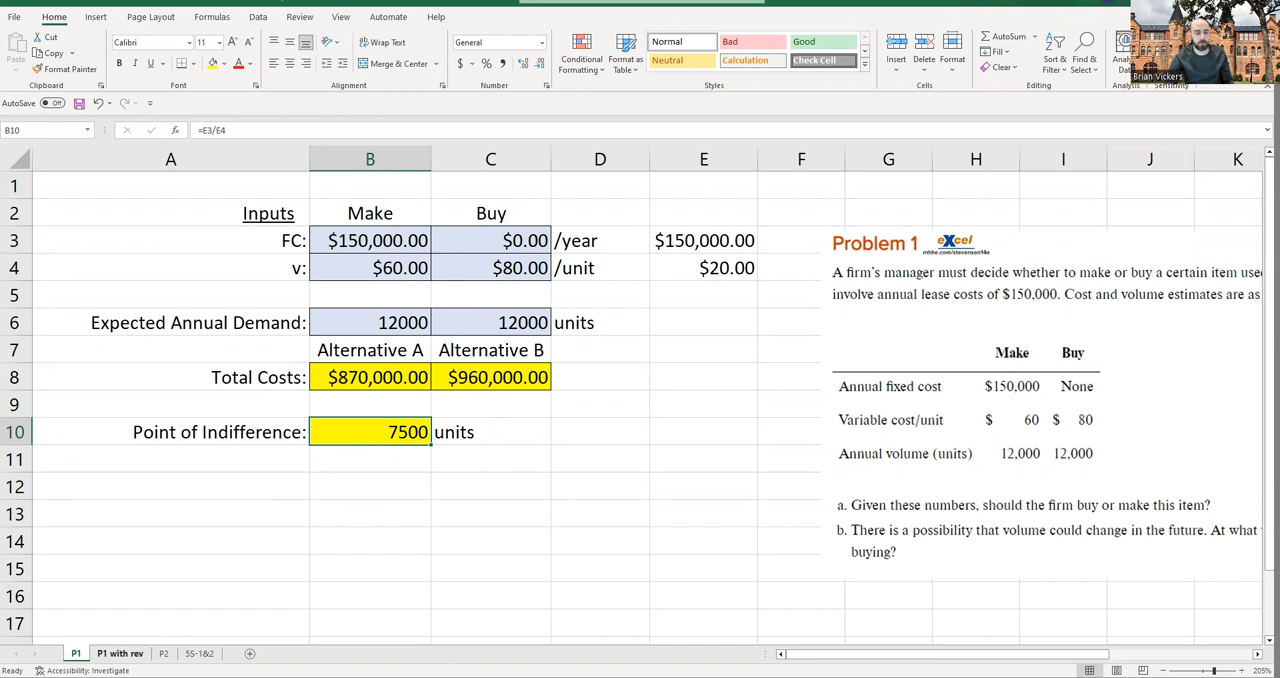 File Home Insert Page Layout Formulas Data Review View Automate Help
Cut
Copy
Format Painter
Paste
Clipboard
Calibri 11
B I U
Font
Wrap Text
Merge & Center
Alignment
General
$ % 9
Number
Conditional Formatting
Format as Table
Normal Bad Good
Neutral Calculation Check Cell
Styles
Insert Delete Format
Cells
AutoSum
Fill
Clear
Sort & Filter
Find & Select
Editing
Analysis
Sensitivity
Brian Vickers
AutoSave Off
B10 fx =E3/E4
A B C D E F G H I J K
1
2 Inputs Make Buy
3 FC: $150,000.00 $0.00 /year $150,000.00
4 v: $60.00 $80.00 /unit $20.00
5
6 Expected Annual Demand: 12000 12000 units
7 Alternative A Alternative B
8 Total Costs: $870,000.00 $960,000.00
9
10 Point of Indifference: 7500 units
11
12
13
14
15
16
17
Problem 1 eXcel
mhhe.com/stevenson14e
A firm's manager must decide whether to make or buy a certain item use
involve annual lease costs of $150,000. Cost and volume estimates are as
Make Buy
Annual fixed cost $150,000 None
Variable cost/unit $ 60 $ 80
Annual volume (units) 12,000 12,000
a. Given these numbers, should the firm buy or make this item?
b. There is a possibility that volume could change in the future. At what
buying?
P1 P1 with rev P2 5S-1&2
Ready Accessibility: Investigate 205%